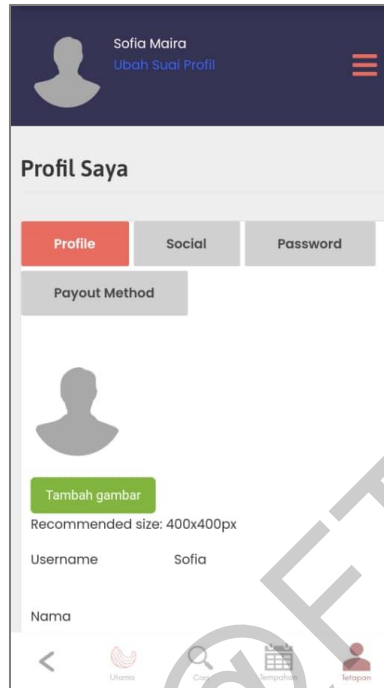 Sofia Maira
Ubah Suai Profil
Profil Saya
Profile Social Password
Payout Method
Tambah gambar
Recommended size: 400x400px
Username Sofia
Nama
Utama Cari Tempahan Tetapan